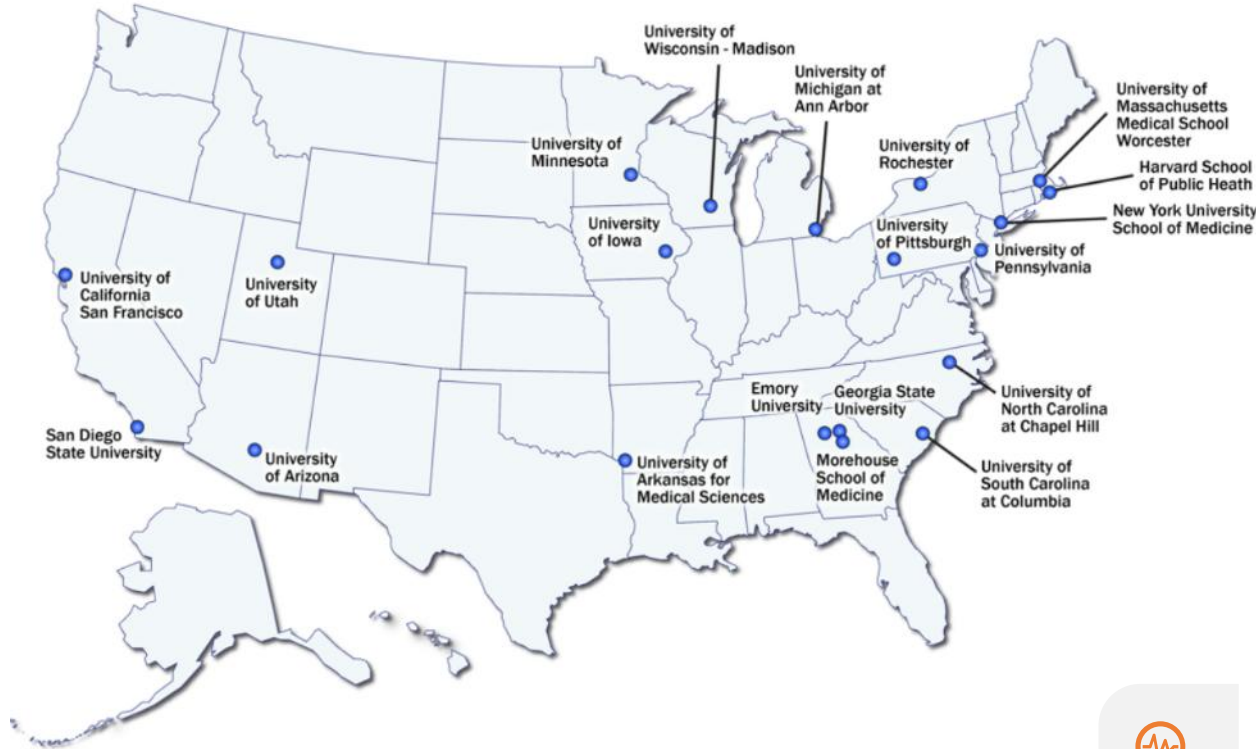 University of
Wisconsin - Madison
University of
Michigan at
Ann Arbor
University of
Massachusetts
Medical School
Worcester
University of
Minnesota
University of
Rochester
Harvard School
of Public Heath
New York University
School of Medicine
University
of Iowa
University
of Pittsburgh
University of
Pennsylvania
University of
California
San Francisco
University
of Utah
Emory
University
Georgia State
University
University of
North Carolina
at Chapel Hill
San Diego
State University
University
of Arizona
University of
Arkansas for
Medical Sciences
Morehouse
School of
Medicine
University of
South Carolina
at Columbia